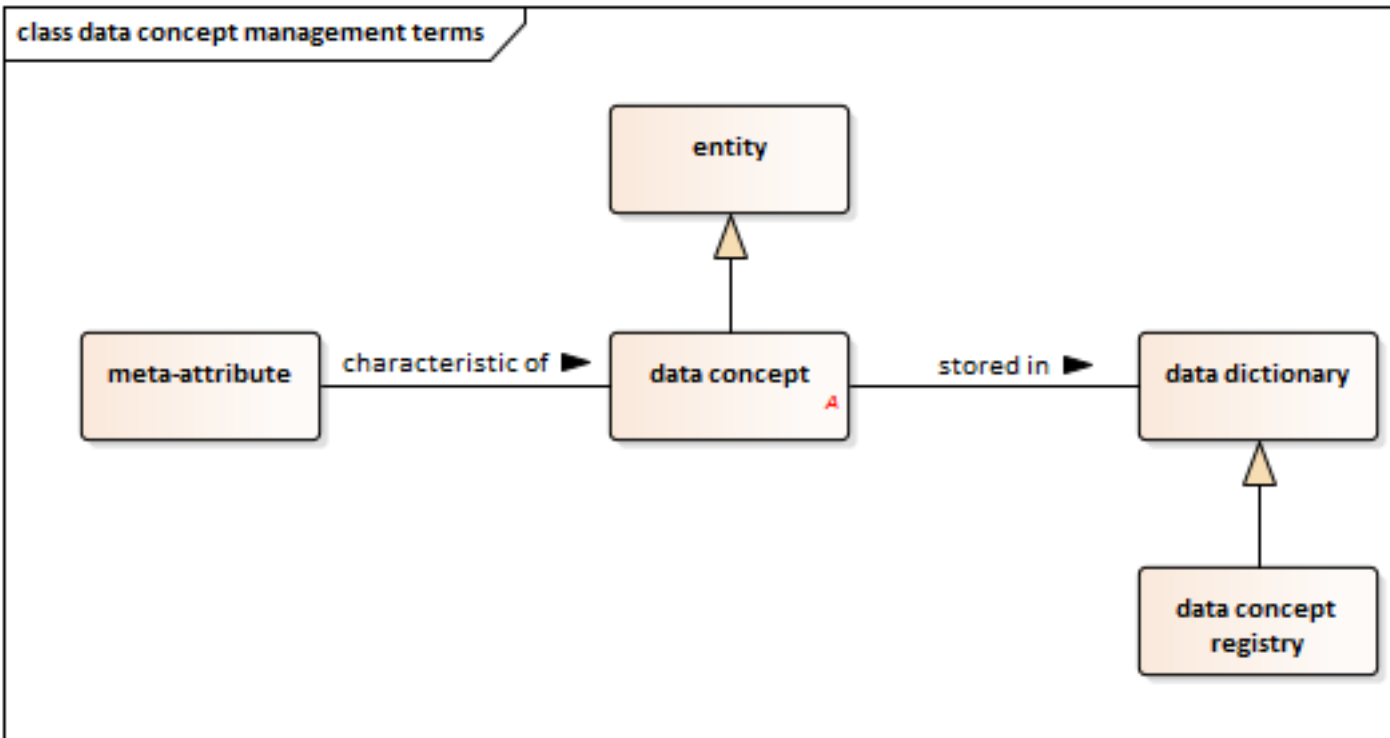 class data concept management terms
entity
meta-attribute
characteristic of
data concept
A
stored in
data dictionary
data concept
registry